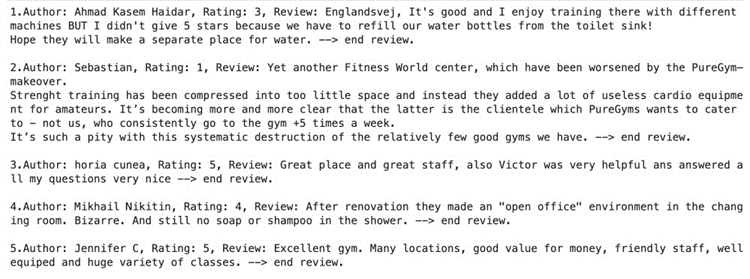 1.Author: Ahmad Kasem Haidar, Rating: 3, Review: Englandsvej, It's good and I enjoy training there with different
machines BUT I didn't give 5 stars because we have to refill our water bottles from the toilet sink!
Hope they will make a separate place for water. --> end review.
2.Author: Sebastian, Rating: 1, Review: Yet another Fitness World center, which have been worsened by the PureGym-
makeover.
Strenght training has been compressed into too little space and instead they added a lot of useless cardio equipme
nt for amateurs. It’s becoming more and more clear that the latter is the clientele which PureGyms wants to cater
to – not us, who consistently go to the gym +5 times a week.
It’s such a pity with this systematic destruction of the relatively few good gyms we have. --> end review.
3.Author: horia cunea, Rating: 5, Review: Great place and great staff, also Victor was very helpful ans answered a
ll my questions very nice --> end review.
4.Author: Mikhail Nikitin, Rating: 4, Review: After renovation they made an "open office" environment in the chang
ing room. Bizarre. And still no soap or shampoo in the shower. --> end review.
5.Author: Jennifer C, Rating: 5, Review: Excellent gym. Many locations, good value for money, friendly staff, well
equiped and huge variety of classes. --> end review.